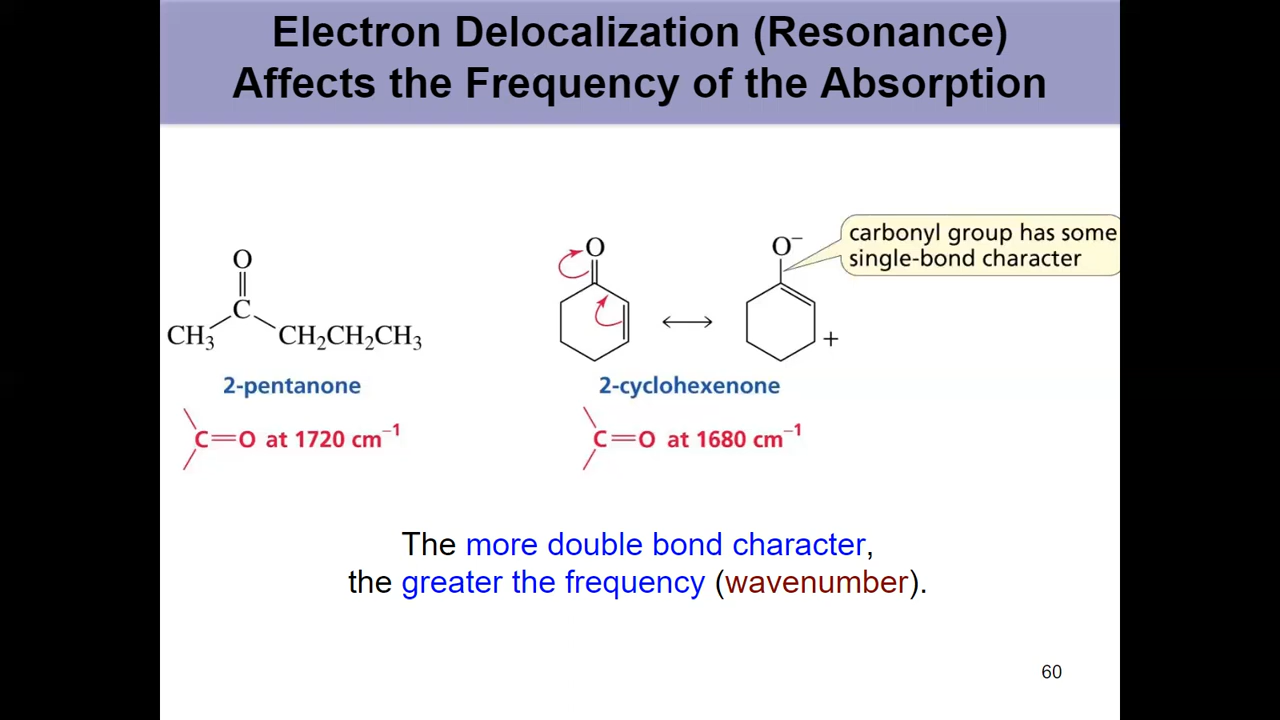 Electron Delocalization (Resonance)
Affects the Frequency of the Absorption
carbonyl group has some
single-bond character
O
C
CH₃
CH₂CH₂CH₃
O
O⁻
+
2-pentanone
2-cyclohexenone
C=O at 1720 cm⁻¹
C=O at 1680 cm⁻¹
The more double bond character,
the greater the frequency (wavenumber).
60